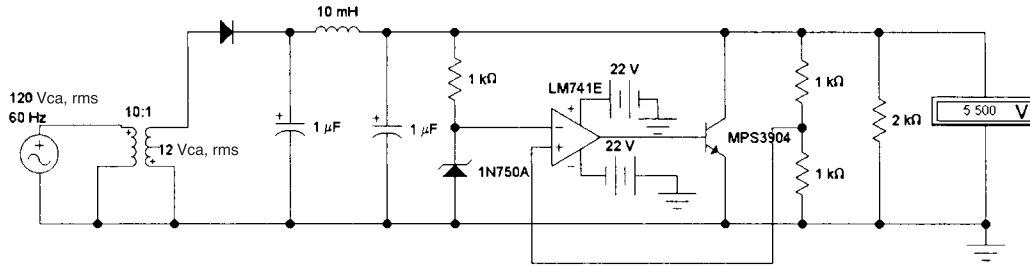 120 Vca, rms
60 Hz
10:1
12 Vca, rms
1 µF
10 mH
1 µF
1 kΩ
1N750A
LM741E
22 V
22 V
MPS3904
1 kΩ
1 kΩ
2 kΩ
5 500 V